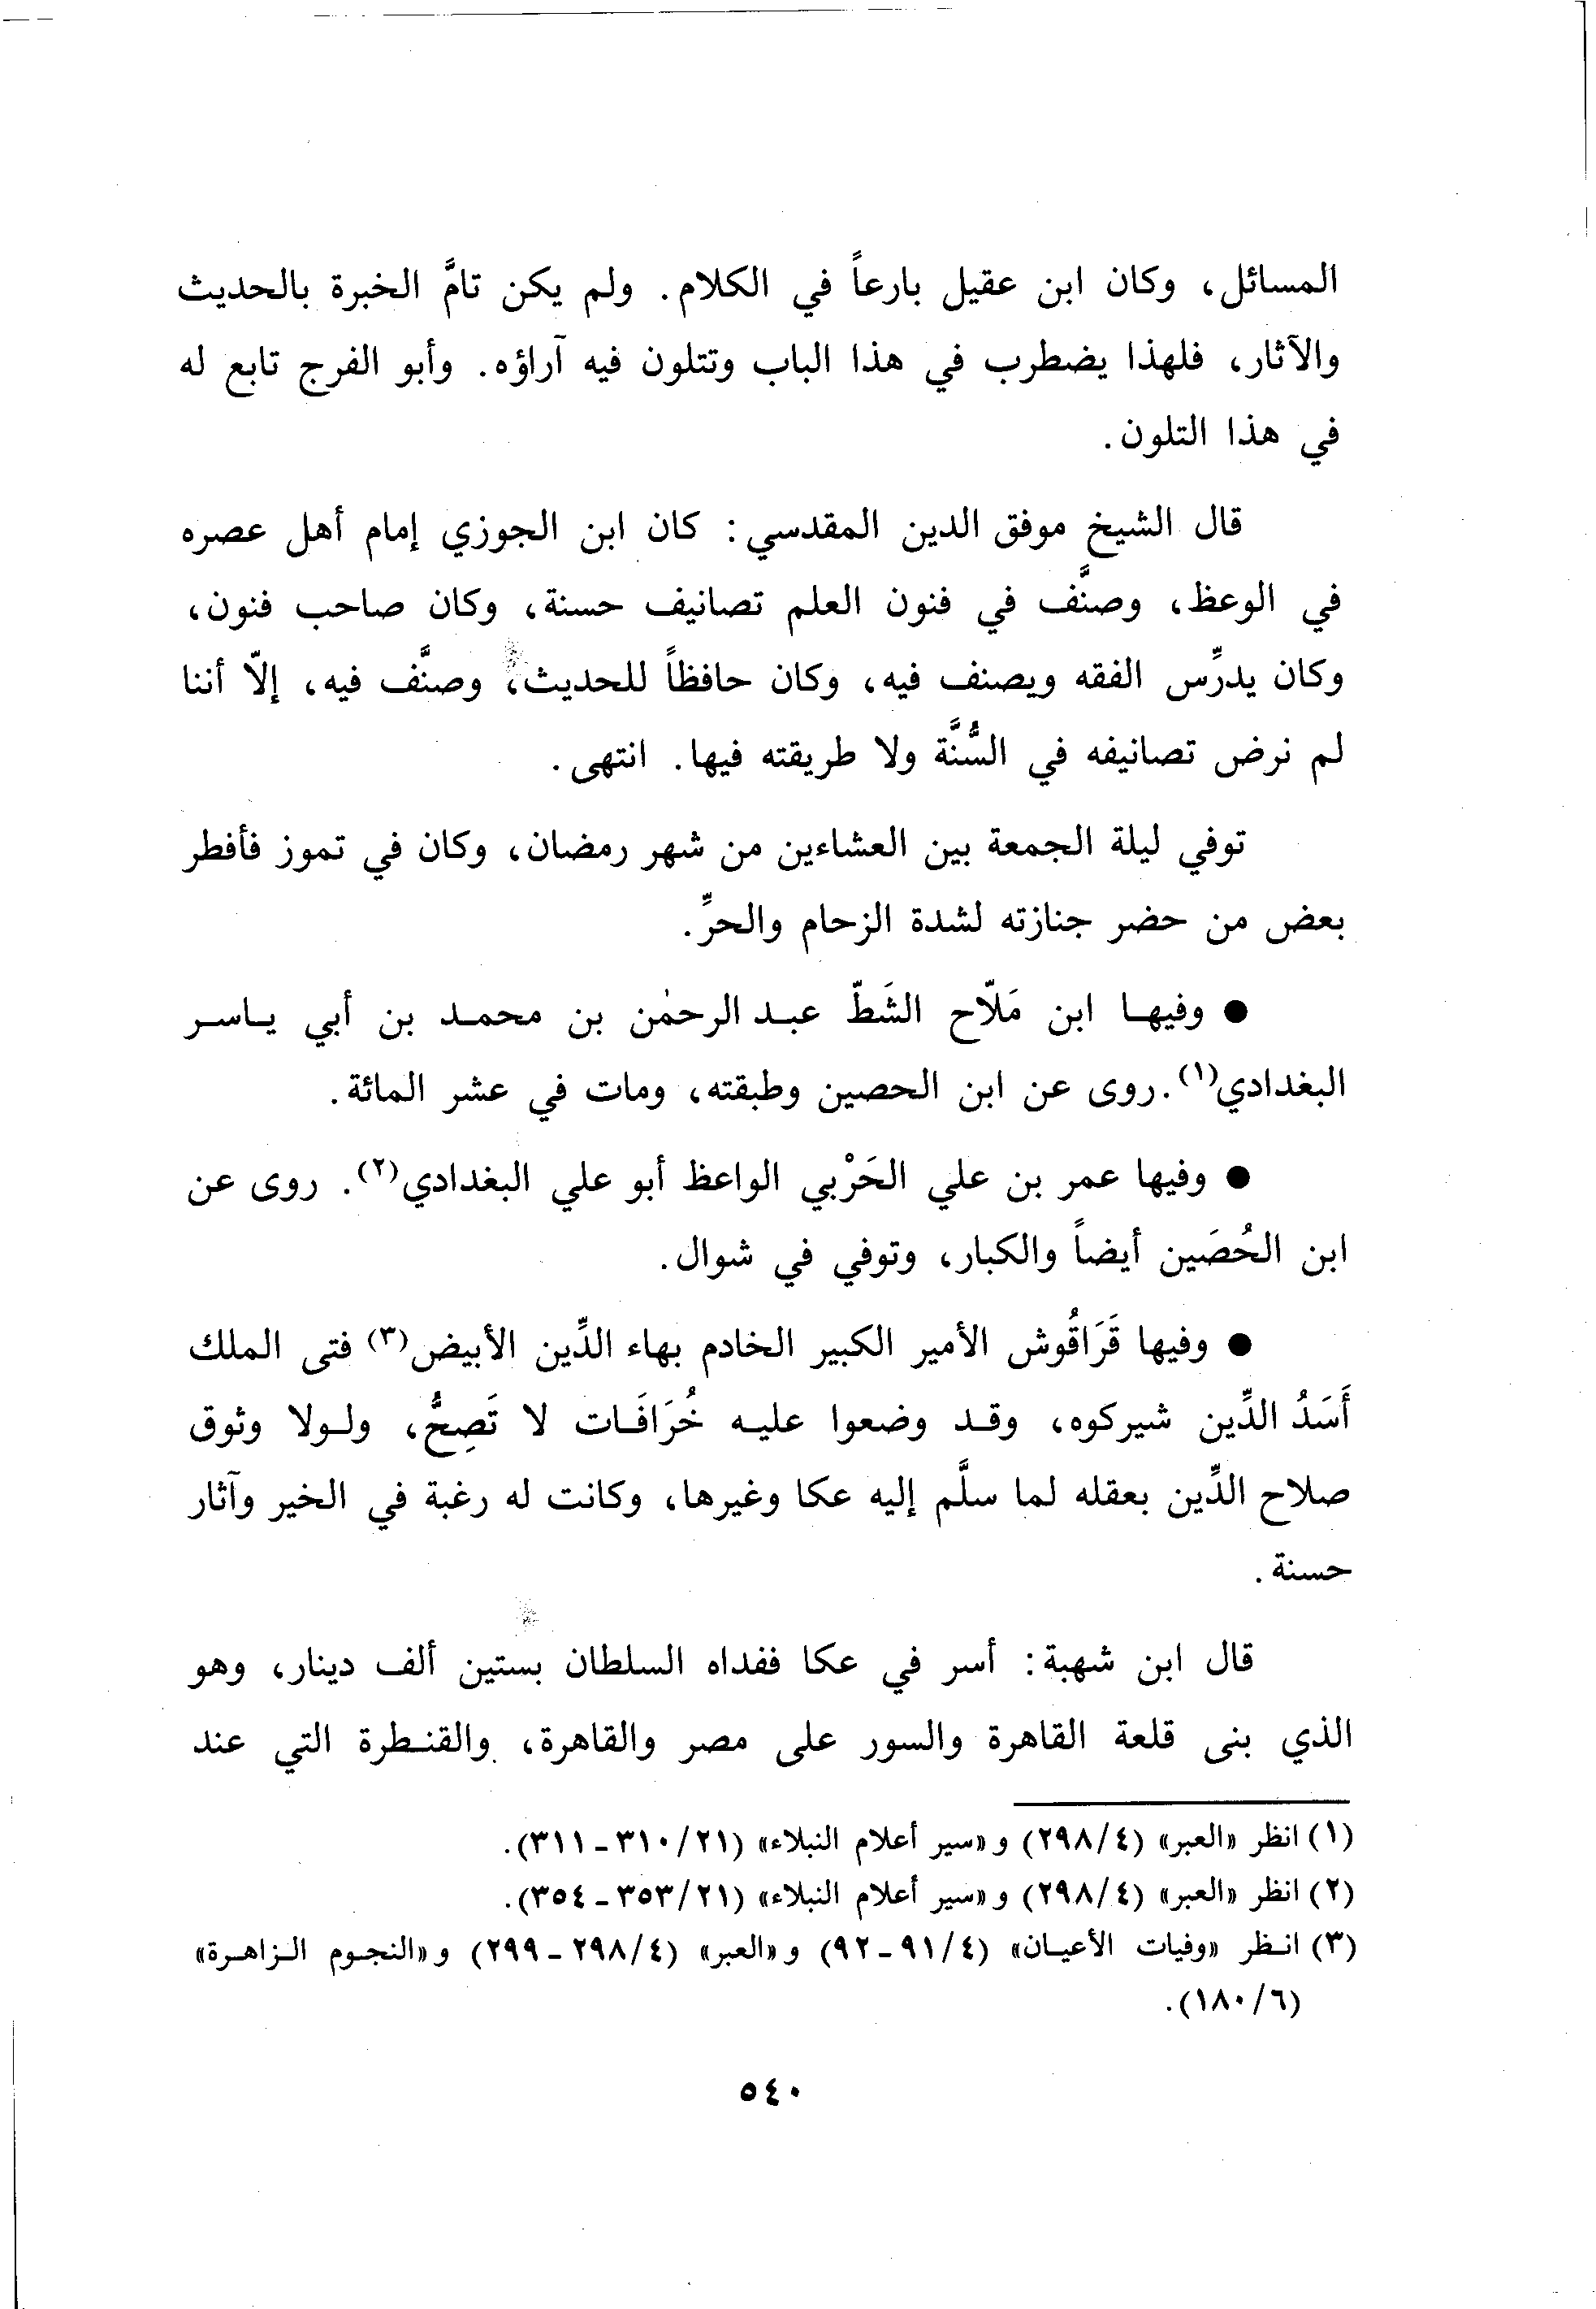 المسائل، وكان ابن عقيل بارعاً في الكلام. ولم يكن تامَّ الخبرة بالحديث
والآثار، فلهذا يضطرب في هذا الباب وتتلون فيه آراؤه. وأبو الفرج تابع له
في هذا التلون.
قال الشيخ موفق الدين المقدسي: كان ابن الجوزي إمام أهل عصره
في الوعظ، وصنَّف في فنون العلم تصانيف حسنة، وكان صاحب فنون،
وكان يدرِّس الفقه ويصنف فيه، وكان حافظاً للحديث، وصنَّف فيه، إلّا أننا
لم نرض تصانيفه في السُّنَّة ولا طريقته فيها. انتهى.
توفي ليلة الجمعة بين العشاءين من شهر رمضان، وكان في تموز فأفطر
بعض من حضر جنازته لشدة الزحام والحرِّ.
● وفيها ابن مَلّاح الشَطّ عبد الرحمٰن بن محمد بن أبي ياسر
البغدادي(١). روى عن ابن الحصين وطبقته، ومات في عشر المائة.
● وفيها عمر بن علي الحَرْبي الواعظ أبو علي البغدادي(٢). روى عن
ابن الحُصَين أيضاً والكبار، وتوفي في شوال.
● وفيها قَرَاقُوش الأمير الكبير الخادم بهاء الدِّين الأبيض(٣) فتى الملك
أَسَدُ الدِّين شيركوه، وقد وضعوا عليه خُرَافَات لا تَصِحُّ، ولولا وثوق
صلاح الدِّين بعقله لما سلَّم إليه عكا وغيرها، وكانت له رغبة في الخير وآثار
حسنة.
قال ابن شهبة: أسر في عكا ففداه السلطان بستين ألف دينار، وهو
الذي بنى قلعة القاهرة والسور على مصر والقاهرة، والقنطرة التي عند
(١) انظر «العبر» (٢٩٨/٤) و«سير أعلام النبلاء» (٣١٠/٢١ - ٣١١).
(٢) انظر «العبر» (٢٩٨/٤) و«سير أعلام النبلاء» (٣٥٣/٢١ - ٣٥٤).
(٣) انظر «وفيات الأعيان» (٩١/٤ - ٩٢) و«العبر» (٢٩٨/٤ - ٢٩٩) و«النجوم الزاهرة»
(١٨٠/٦).
٥٤٠